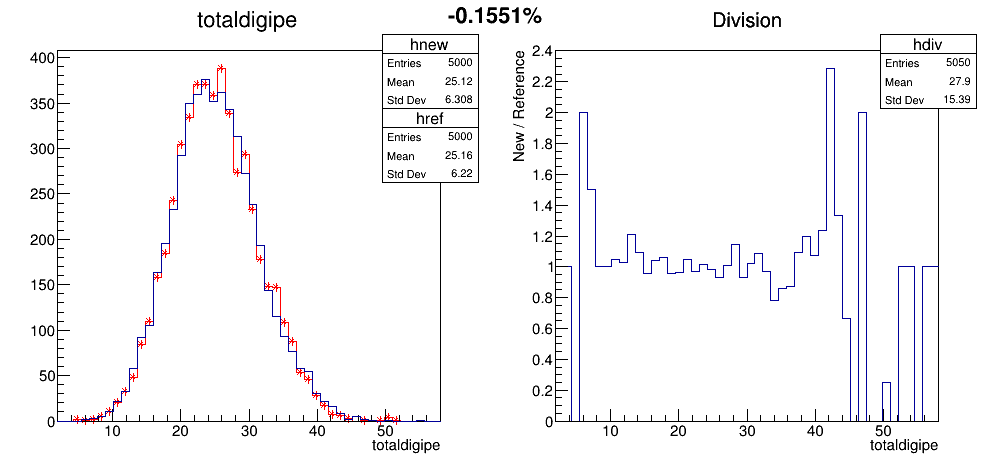 -0.1551%
totaldigipe
hnew
Entries 5000
Mean 25.12
Std Dev 6.308
href
Entries 5000
Mean 25.16
Std Dev 6.22
400
350
300
250
200
150
100
50
0
10 20 30 40 50
totaldigipe
Division
hdiv
Entries 5050
Mean 27.9
Std Dev 15.39
New / Reference
2.4
2.2
2
1.8
1.6
1.4
1.2
1
0.8
0.6
0.4
0.2
0
10 20 30 40 50
totaldigipe